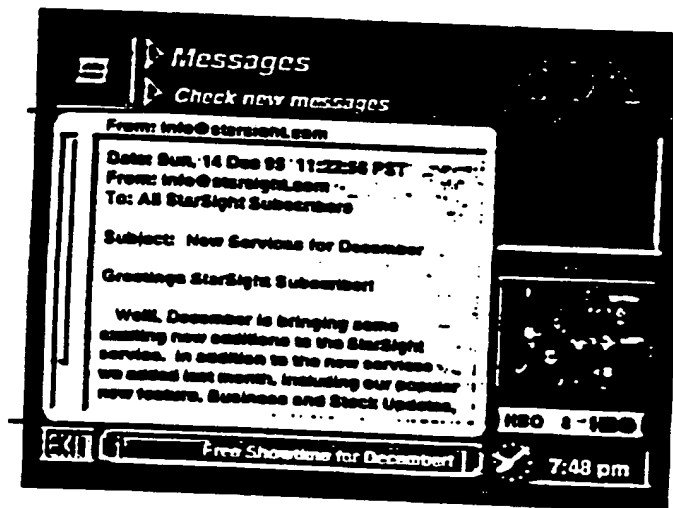 Messages
Check new messages
From: info@starsight.com
Date: Sun, 14 Dec 95 11:22:56 PST
From: info@starsight.com
To: All StarSight Subscribers
Subject: New Services for December
Greetings StarSight Subscriber!
Well, December is bringing some
exciting new additions to the StarSight
service. In addition to the new services
we added last month, including our popular
new feature, Business and Stock Updates,
HBO 8 - HBO
EXIT
Free Showtime for December!
7:48 pm